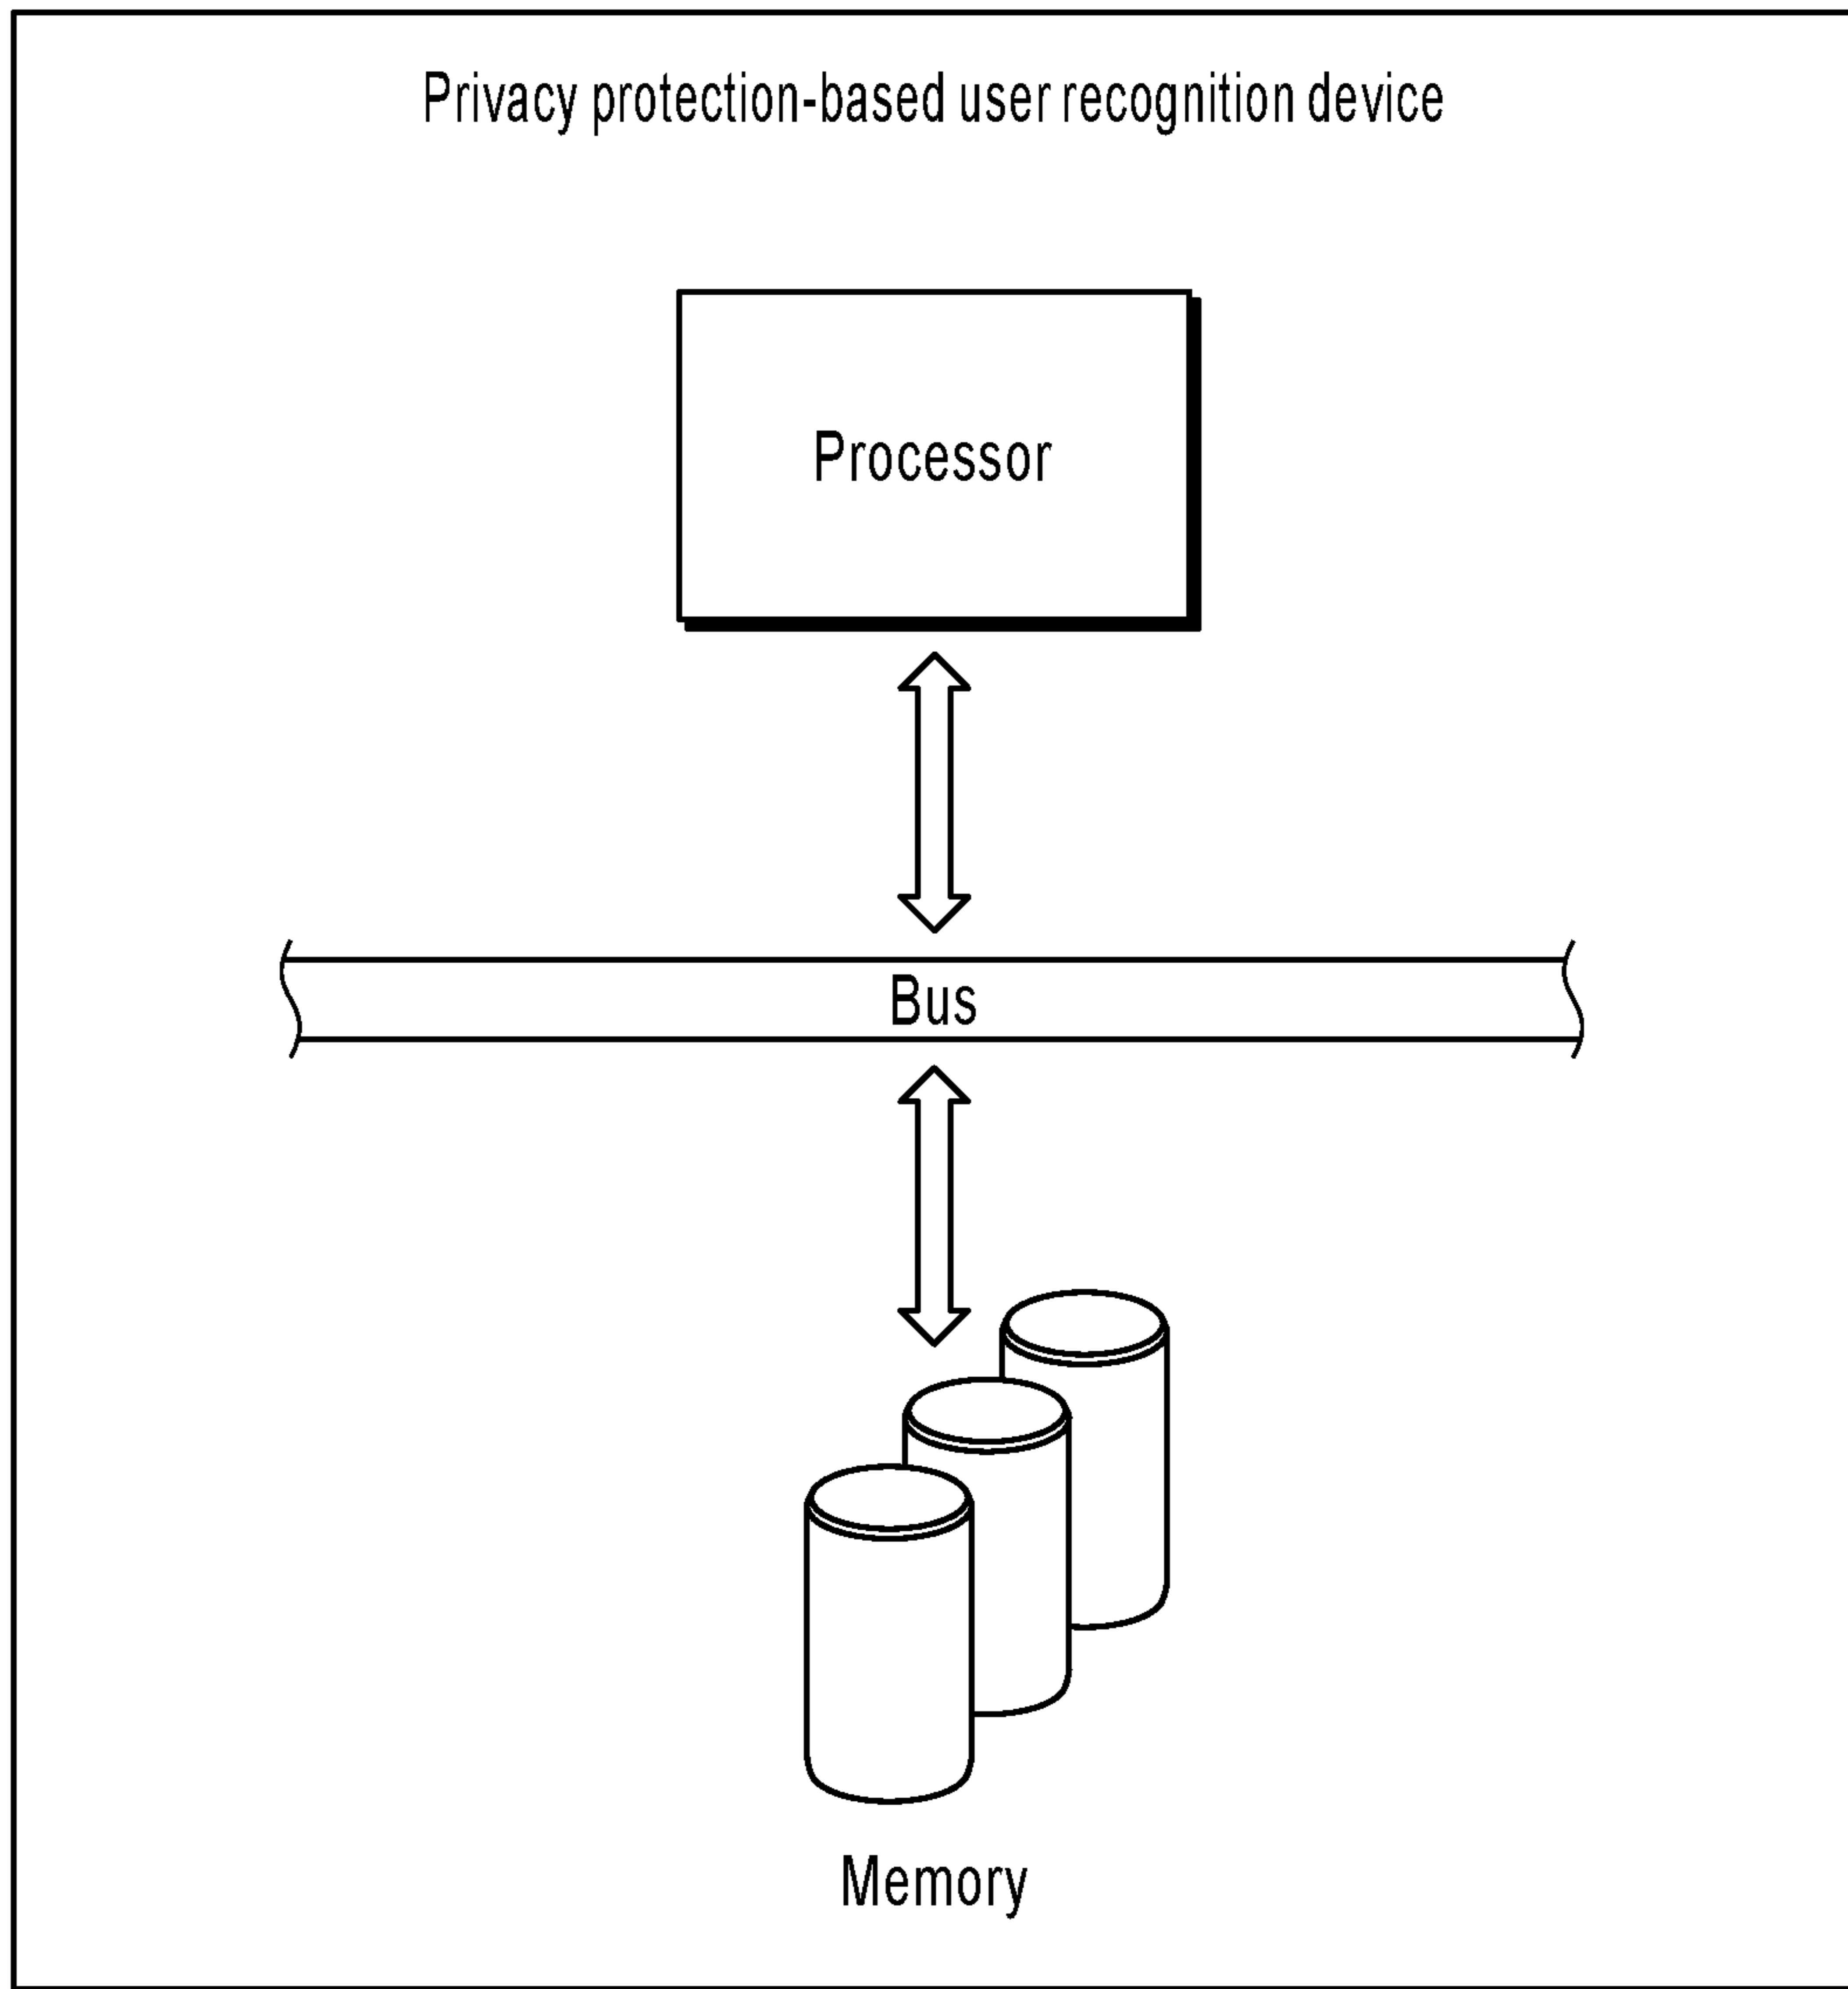 Privacy protection-based user recognition device
Processor
Bus
Memory